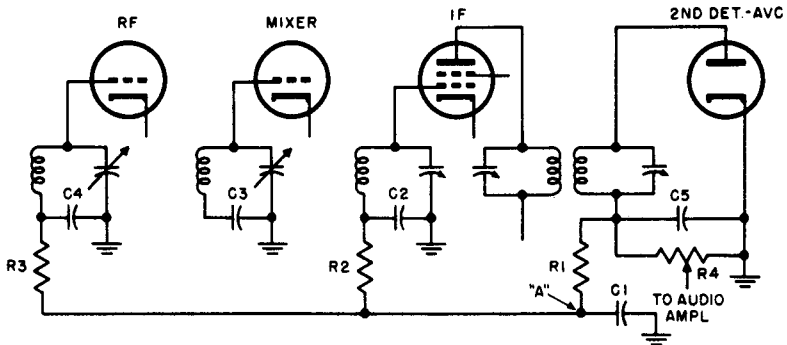 RF
MIXER
IF
2ND DET.-AVC
C4
C3
C2
C5
R3
R2
R1
R4
"A"
C1
TO AUDIO
AMPL